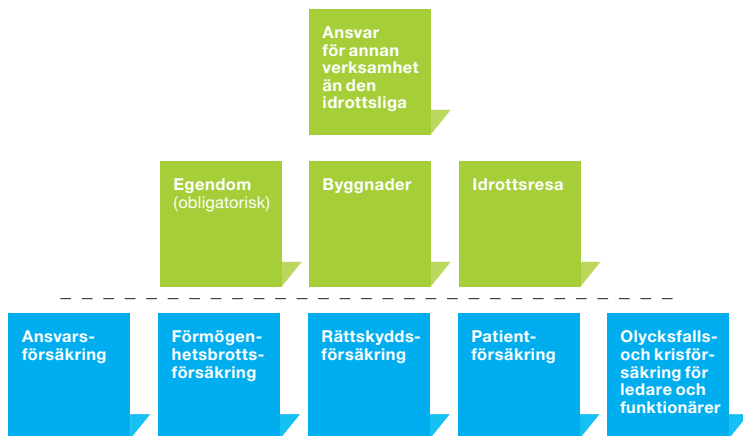 Ansvar
för annan
verksamhet
än den
idrottsliga
Egendom
(obligatorisk)
Byggnader
Idrottsresa
Ansvars-
försäkring
Förmögen-
hetsbrotts-
försäkring
Rättskydds-
försäkring
Patient-
försäkring
Olycksfalls-
och krisför-
säkring för
ledare och
funktionärer